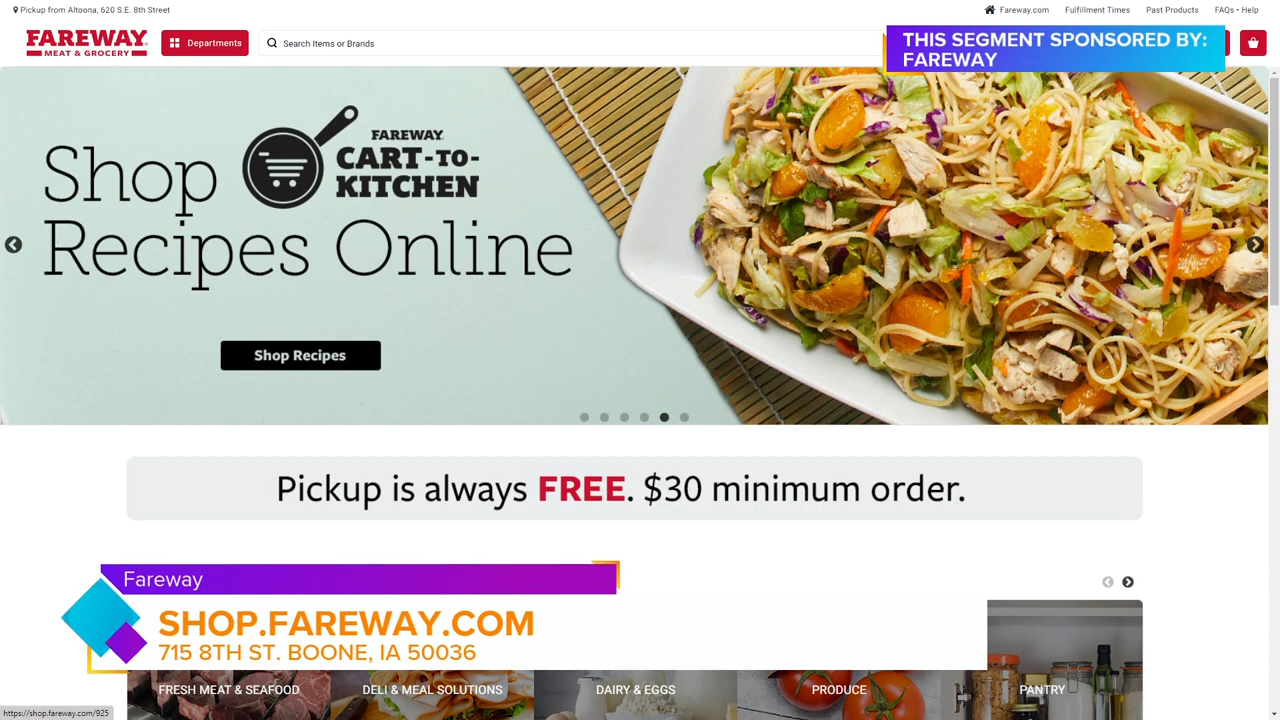 Pickup from Altoona, 620 S.E. 8th Street
Fareway.com
Fulfillment Times
Past Products
FAQs • Help
FAREWAY
MEAT & GROCERY
Departments
Search Items or Brands
THIS SEGMENT SPONSORED BY:
FAREWAY
Shop
FAREWAY
CART-TO-
KITCHEN
Recipes Online
Shop Recipes
Pickup is always FREE. $30 minimum order.
Fareway
SHOP.FAREWAY.COM
715 8TH ST. BOONE, IA 50036
FRESH MEAT & SEAFOOD
DELI & MEAL SOLUTIONS
DAIRY & EGGS
PRODUCE
PANTRY
https://shop.fareway.com/925